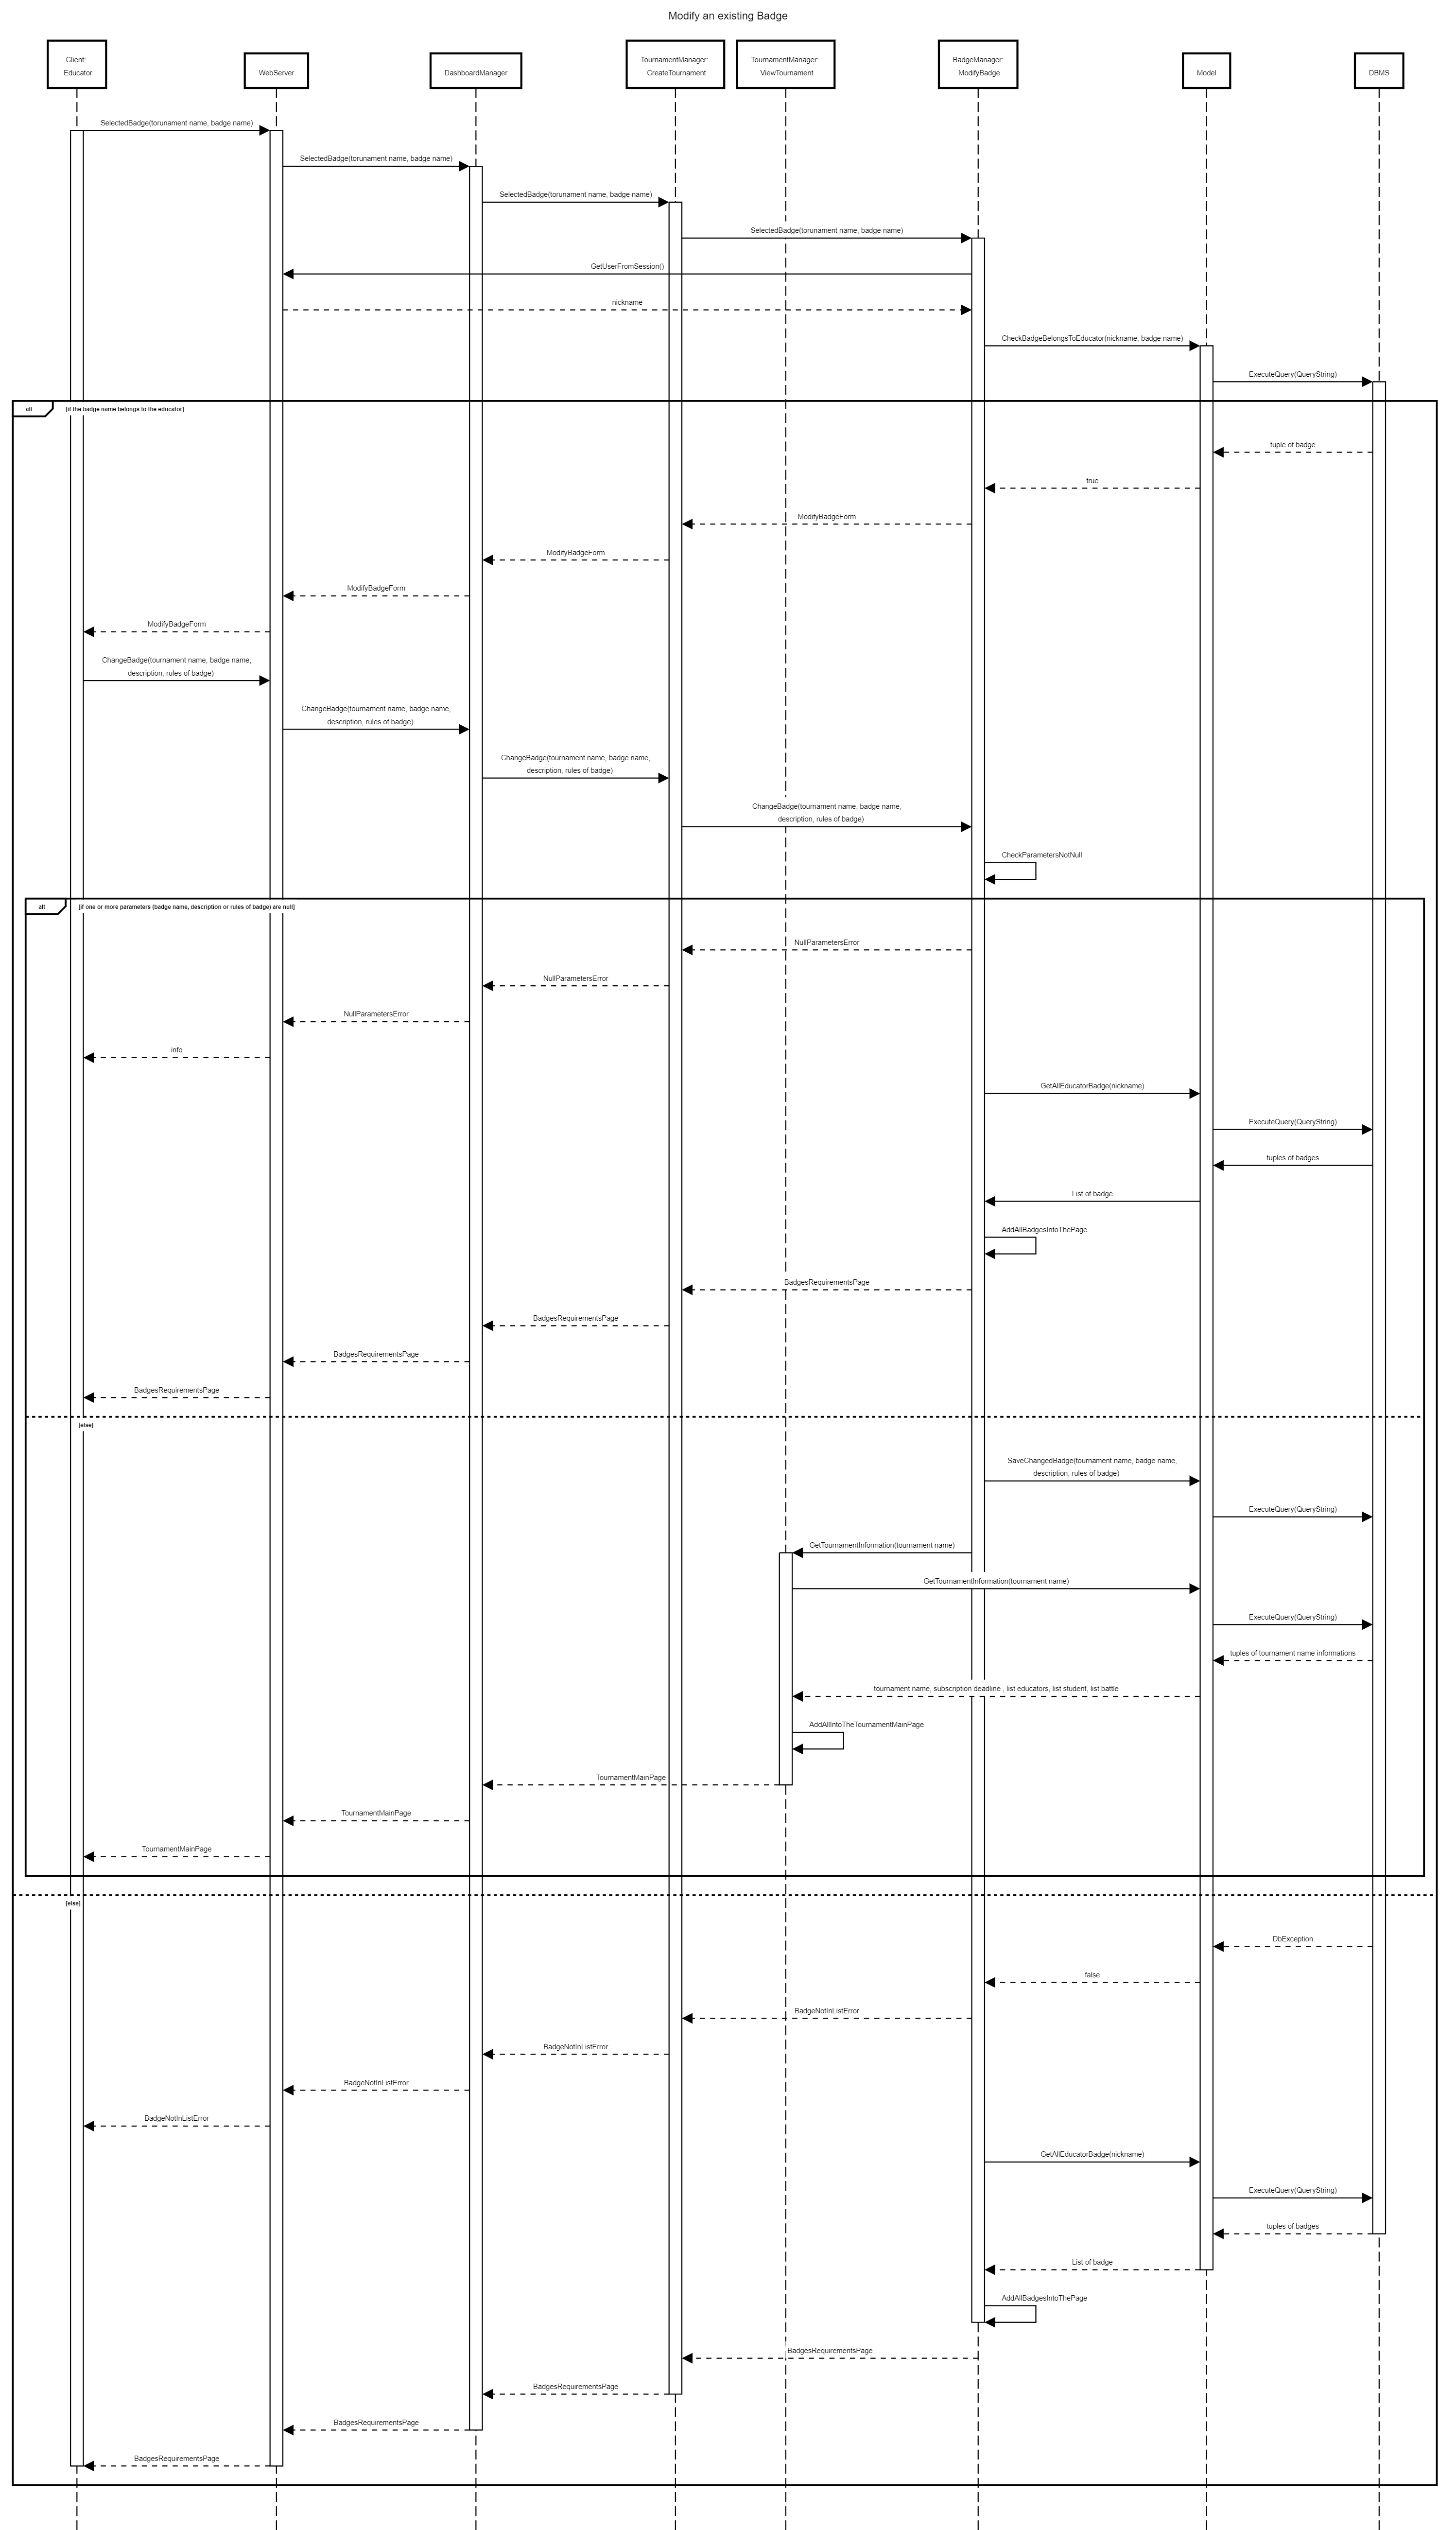 Modify an existing Badge
Client:
Educator
WebServer
DashboardManager
TournamentManager:
CreateTournament
TournamentManager:
ViewTournament
BadgeManager:
ModifyBadge
Model
DBMS
SelectedBadge(torunament name, badge name)
SelectedBadge(torunament name, badge name)
SelectedBadge(torunament name, badge name)
SelectedBadge(torunament name, badge name)
GetUserFromSession()
nickname
CheckBadgeBelongsToEducator(nickname, badge name)
ExecuteQuery(QueryString)
alt
[if the badge name belongs to the educator]
tuple of badge
true
ModifyBadgeForm
ModifyBadgeForm
ModifyBadgeForm
ModifyBadgeForm
ChangeBadge(tournament name, badge name,
description, rules of badge)
ChangeBadge(tournament name, badge name,
description, rules of badge)
ChangeBadge(tournament name, badge name,
description, rules of badge)
ChangeBadge(tournament name, badge name,
description, rules of badge)
CheckParametersNotNull
alt
[if one or more parameters (badge name, description or rules of badge) are null]
NullParametersError
NullParametersError
NullParametersError
info
GetAllEducatorBadge(nickname)
ExecuteQuery(QueryString)
tuples of badges
List of badge
AddAllBadgesIntoThePage
BadgesRequirementsPage
BadgesRequirementsPage
BadgesRequirementsPage
BadgesRequirementsPage
[else]
SaveChangedBadge(tournament name, badge name,
description, rules of badge)
ExecuteQuery(QueryString)
GetTournamentInformation(tournament name)
GetTournamentInformation(tournament name)
ExecuteQuery(QueryString)
tuples of tournament name informations
tournament name, subscription deadline , list educators, list student, list battle
AddAllIntoTheTournamentMainPage
TournamentMainPage
TournamentMainPage
TournamentMainPage
[else]
DbException
false
BadgeNotInListError
BadgeNotInListError
BadgeNotInListError
BadgeNotInListError
GetAllEducatorBadge(nickname)
ExecuteQuery(QueryString)
tuples of badges
List of badge
AddAllBadgesIntoThePage
BadgesRequirementsPage
BadgesRequirementsPage
BadgesRequirementsPage
BadgesRequirementsPage